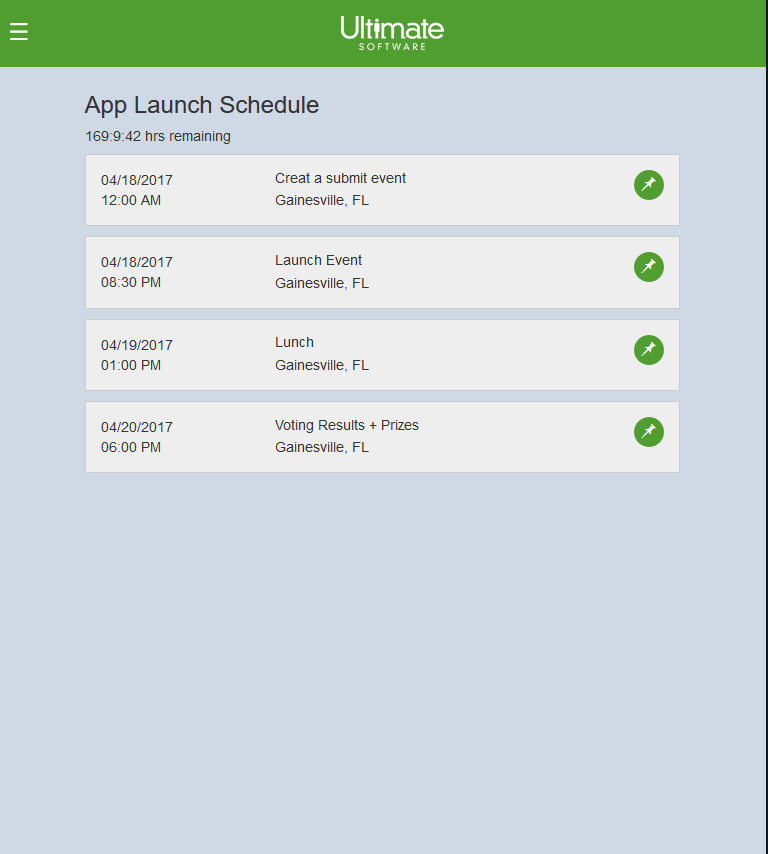 Ultimate
SOFTWARE
App Launch Schedule
169:9:42 hrs remaining
04/18/2017
12:00 AM
Creat a submit event
Gainesville, FL
04/18/2017
08:30 PM
Launch Event
Gainesville, FL
04/19/2017
01:00 PM
Lunch
Gainesville, FL
04/20/2017
06:00 PM
Voting Results + Prizes
Gainesville, FL